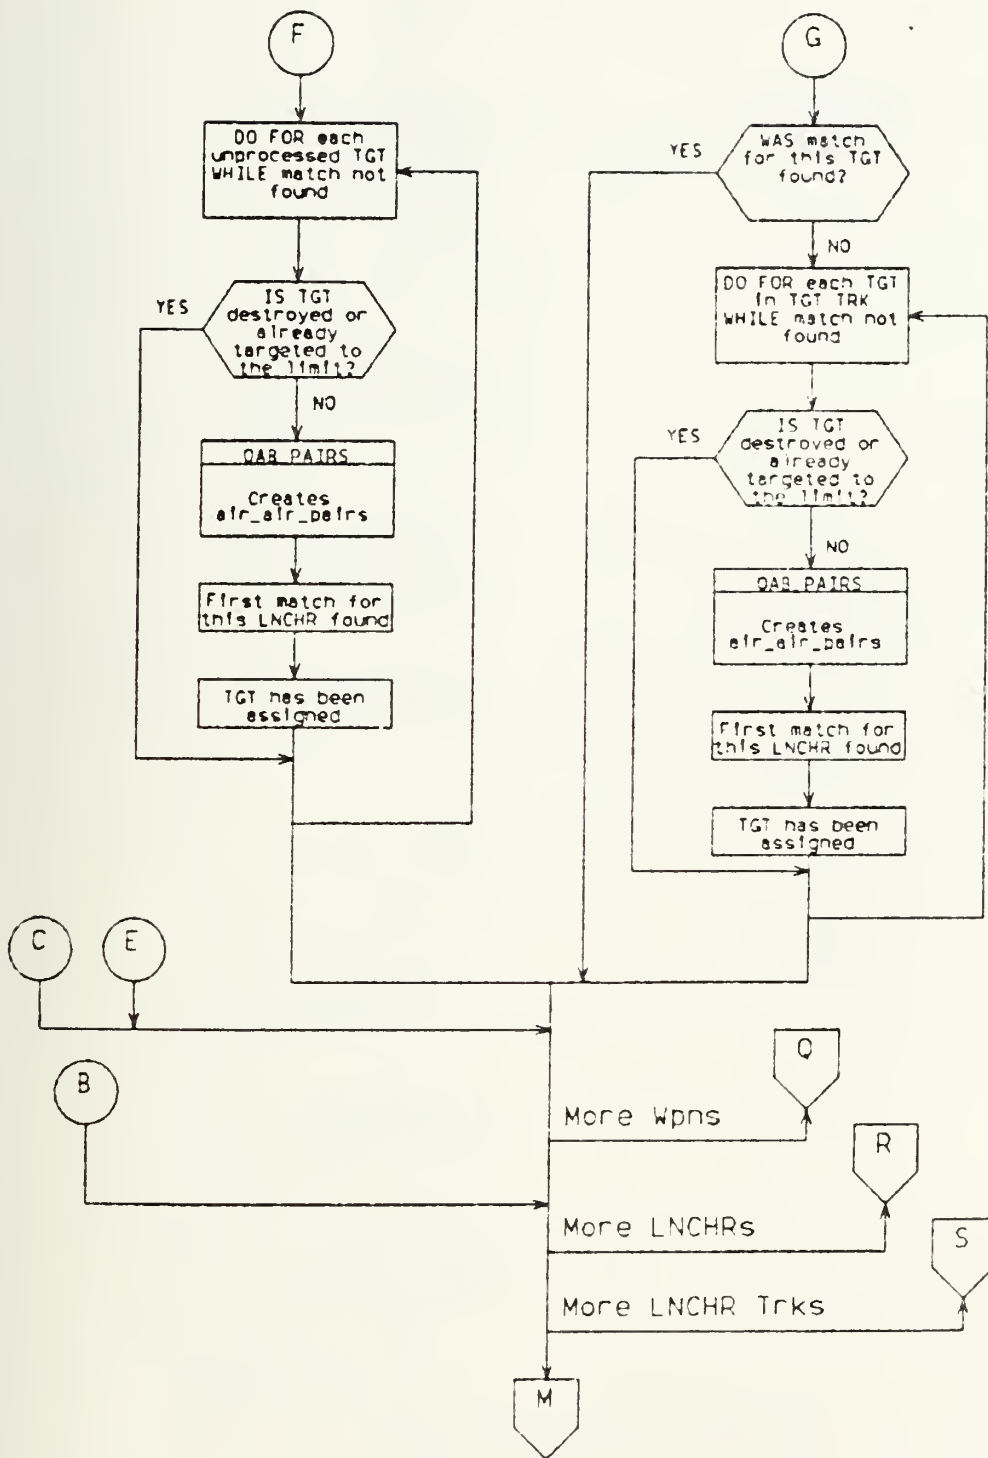 F
DO FOR each
unprocessed TGT
WHILE match not
found
IS TGT
destroyed or
already
targeted to
the limit?
YES
NO
OAB_PAIRS
Creates
air_air_pairs
First match for
this LNCHR found
TGT has been
assigned
G
WAS match
for this TGT
found?
YES
NO
DO FOR each TGT
in TGT TRK
WHILE match not
found
IS TGT
destroyed or
already
targeted to
the limit?
YES
NO
OAB_PAIRS
Creates
air_air_pairs
First match for
this LNCHR found
TGT has been
assigned
C
E
B
More Wpns
Q
More LNCHRs
R
More LNCHR Trks
S
M